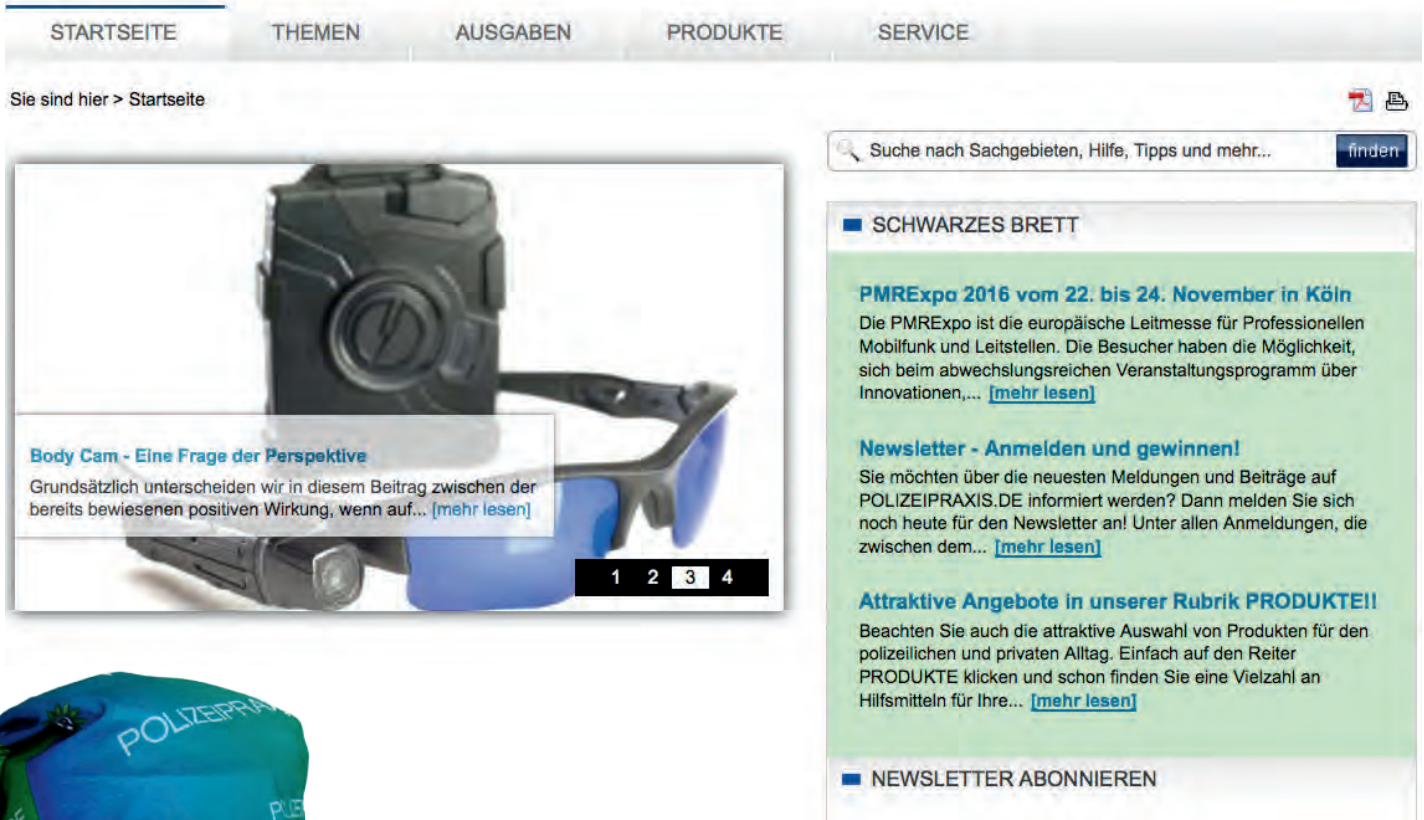 STARTSEITE THEMEN AUSGABEN PRODUKTE SERVICE
Sie sind hier > Startseite
Suche nach Sachgebieten, Hilfe, Tipps und mehr... finden
Body Cam - Eine Frage der Perspektive
Grundsätzlich unterscheiden wir in diesem Beitrag zwischen der
bereits bewiesenen positiven Wirkung, wenn auf... [mehr lesen]
1 2 3 4
POLIZEIPRAX
SCHWARZES BRETT
PMRExpo 2016 vom 22. bis 24. November in Köln
Die PMRExpo ist die europäische Leitmesse für Professionellen
Mobilfunk und Leitstellen. Die Besucher haben die Möglichkeit,
sich beim abwechslungsreichen Veranstaltungsprogramm über
Innovationen,... [mehr lesen]
Newsletter - Anmelden und gewinnen!
Sie möchten über die neuesten Meldungen und Beiträge auf
POLIZEIPRAXIS.DE informiert werden? Dann melden Sie sich
noch heute für den Newsletter an! Unter allen Anmeldungen, die
zwischen dem... [mehr lesen]
Attraktive Angebote in unserer Rubrik PRODUKTE!!
Beachten Sie auch die attraktive Auswahl von Produkten für den
polizeilichen und privaten Alltag. Einfach auf den Reiter
PRODUKTE klicken und schon finden Sie eine Vielzahl an
Hilfsmitteln für Ihre... [mehr lesen]
NEWSLETTER ABONNIEREN